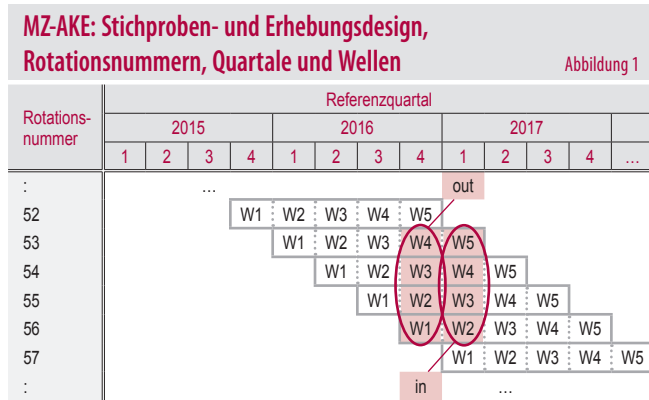 MZ-AKE: Stichproben- und Erhebungsdesign,
Rotationsnummern, Quartale und Wellen Abbildung 1
Rotations-
nummer
Referenzquartal
2015 2016 2017
1 2 3 4 1 2 3 4 1 2 3 4 …
: … out
52 W1 W2 W3 W4 W5
53 W1 W2 W3 W4 W5
54 W1 W2 W3 W4 W5
55 W1 W2 W3 W4 W5
56 W1 W2 W3 W4 W5
57 W1 W2 W3 W4 W5
: in …